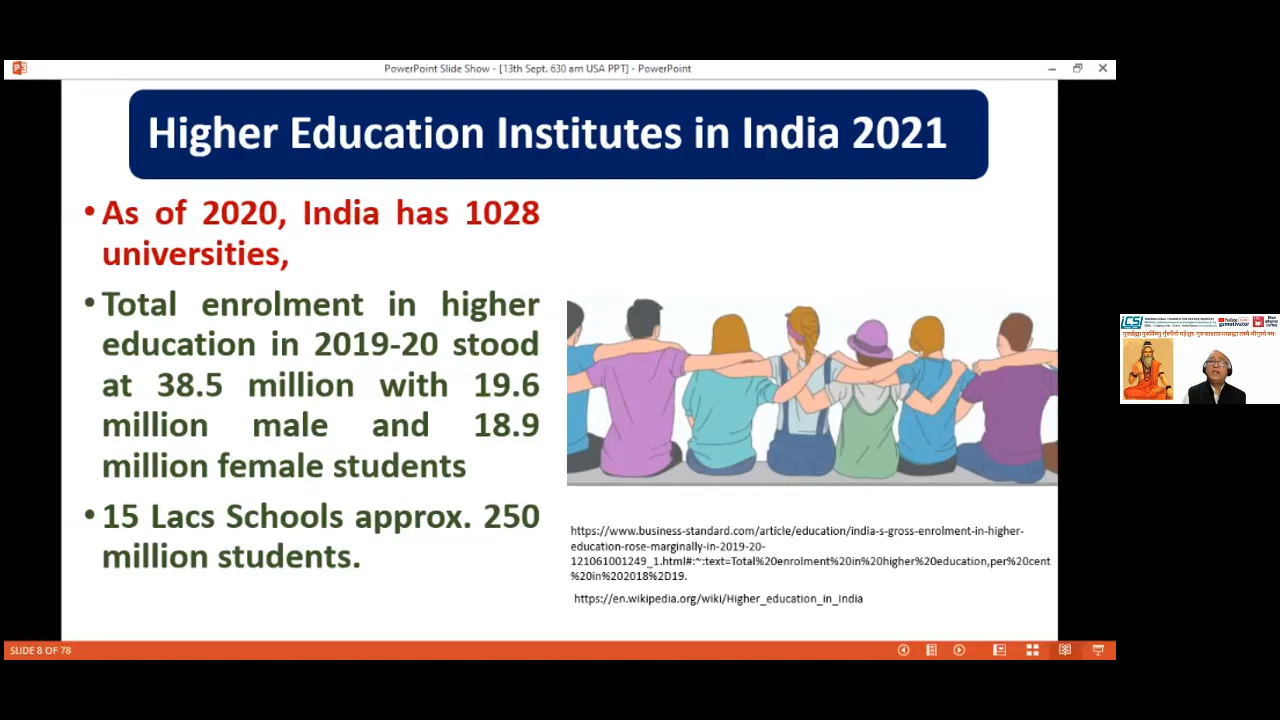 PowerPoint Slide Show - [13th Sept. 630 am USA PPT] - PowerPoint
Higher Education Institutes in India 2021
• As of 2020, India has 1028
universities,
• Total enrolment in higher
education in 2019-20 stood
at 38.5 million with 19.6
million male and 18.9
million female students
• 15 Lacs Schools approx. 250
million students.
https://www.business-standard.com/article/education/india-s-gross-enrolment-in-higher-
education-rose-marginally-in-2019-20-
121061001249_1.html#:~:text=Total%20enrolment%20in%20higher%20education,per%20cent
%20in%202018%2D19.
https://en.wikipedia.org/wiki/Higher_education_in_India
SLIDE 8 OF 78
iCSI
YouTube
gsmotivator